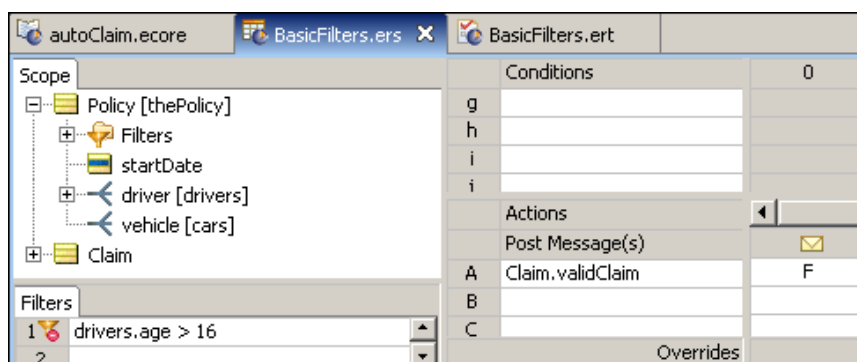 autoClaim.ecore BasicFilters.ers BasicFilters.ert
Scope
Policy [thePolicy]
Filters
startDate
driver [drivers]
vehicle [cars]
Claim
Filters
1 drivers.age > 16
2
Conditions 0
g
h
i
j
Actions
Post Message(s)
A Claim.validClaim F
B
C
Overrides